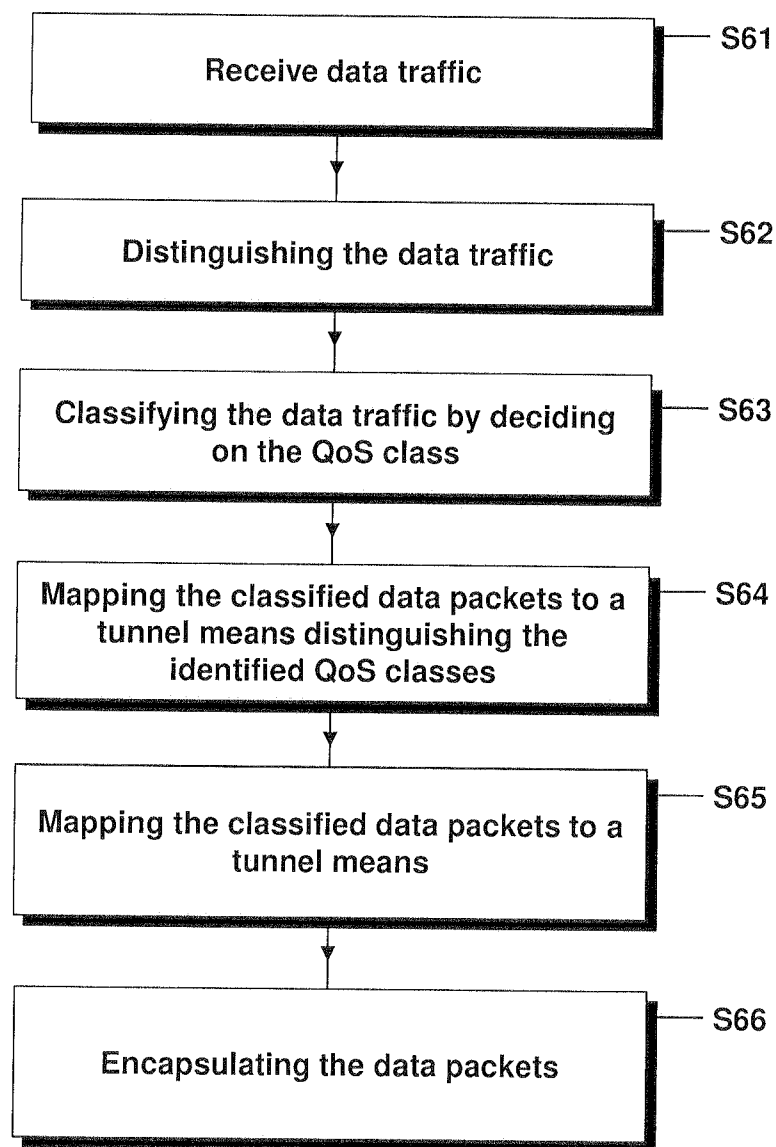 Receive data traffic
S61
Distinguishing the data traffic
S62
Classifying the data traffic by deciding
on the QoS class
S63
Mapping the classified data packets to a
tunnel means distinguishing the
identified QoS classes
S64
Mapping the classified data packets to a
tunnel means
S65
Encapsulating the data packets
S66